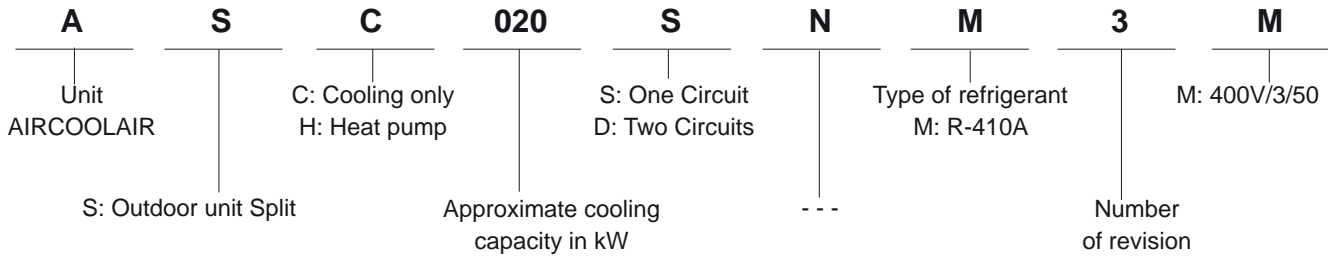 A S C 020 S N M 3 M
Unit
AIRCOOLAIR
C: Cooling only
H: Heat pump
S: One Circuit
D: Two Circuits
Type of refrigerant
M: R-410A
M: 400V/3/50
S: Outdoor unit Split
Approximate cooling
capacity in kW
- - -
Number
of revision